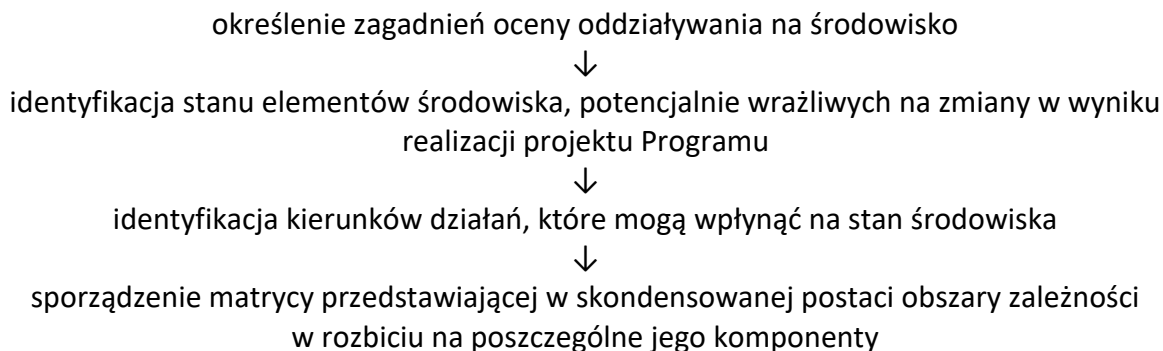 określenie zagadnień oceny oddziaływania na środowisko
↓
identyfikacja stanu elementów środowiska, potencjalnie wrażliwych na zmiany w wyniku
realizacji projektu Programu
↓
identyfikacja kierunków działań, które mogą wpłynąć na stan środowiska
↓
sporządzenie matrycy przedstawiającej w skondensowanej postaci obszary zależności
w rozbiciu na poszczególne jego komponenty